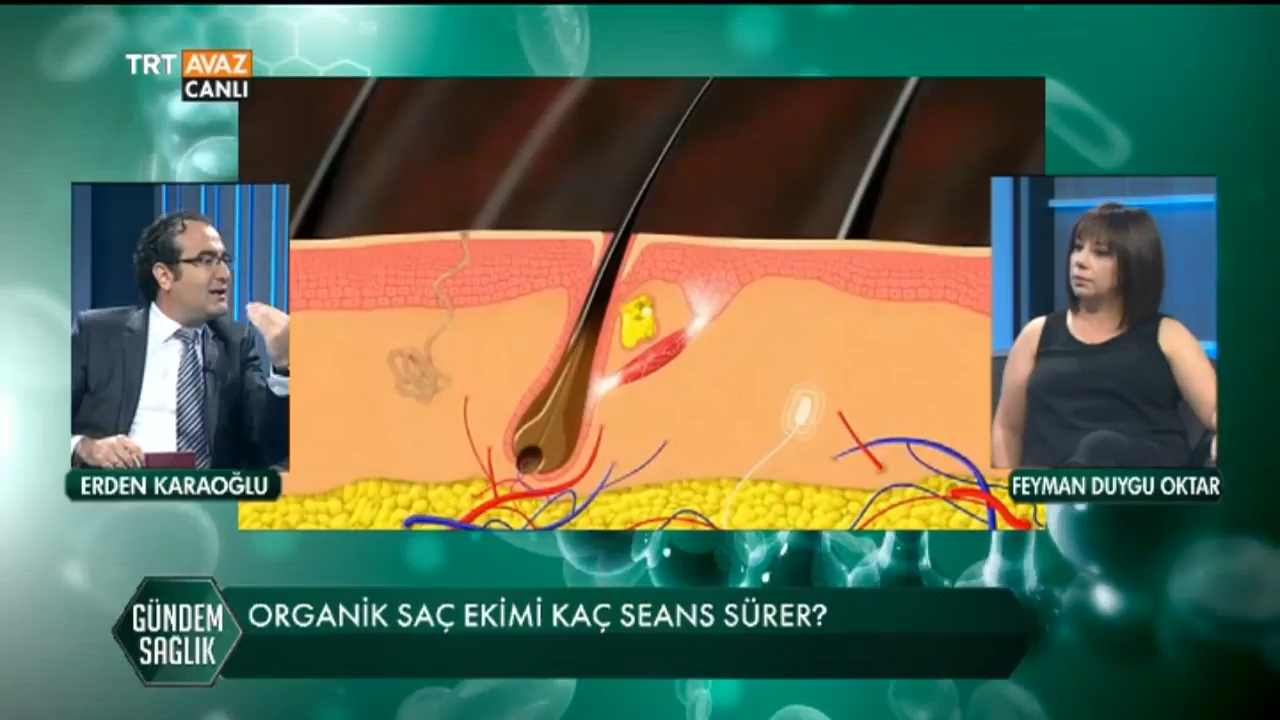 TRT AVAZ
CANLI
ERDEN KARAOĞLU
FEYMAN DUYGU OKTAR
GÜNDEM
SAĞLIK
ORGANİK SAÇ EKİMİ KAÇ SEANS SÜRER?